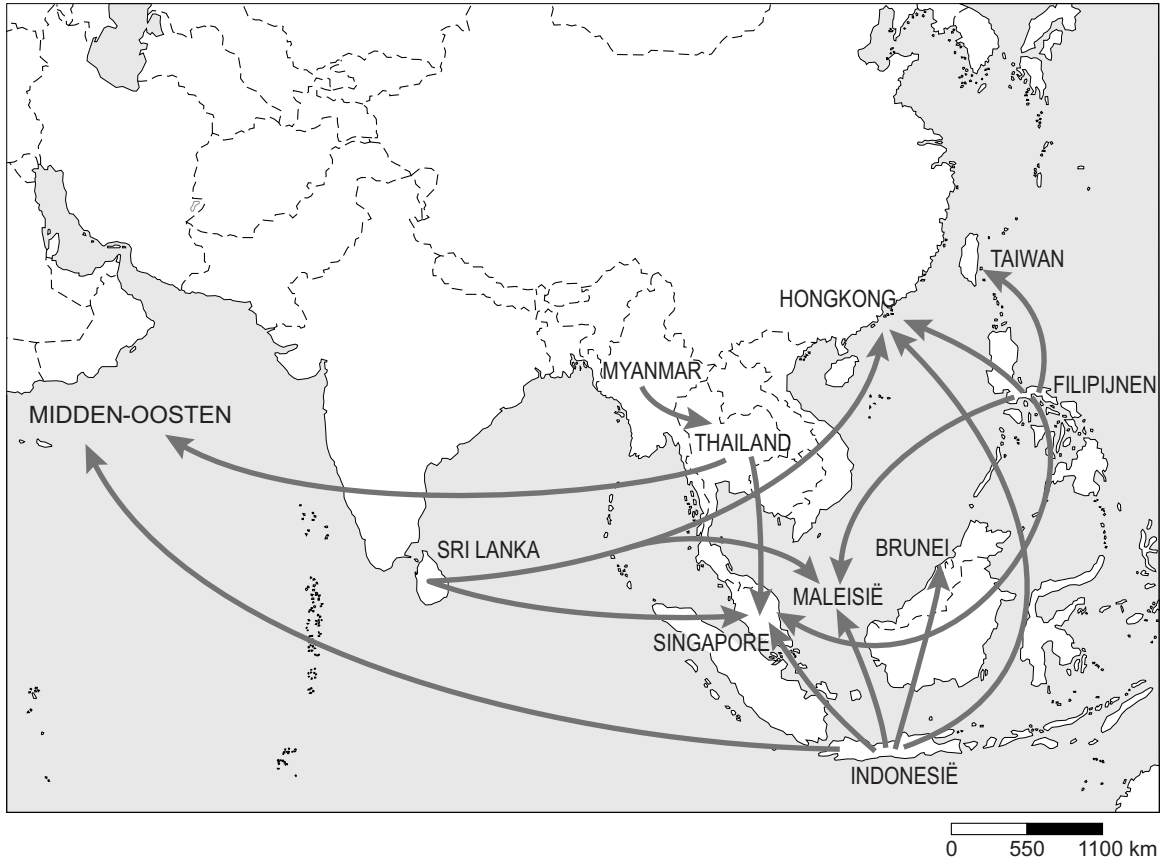 TAIWAN
HONGKONG
MYANMAR
FILIPIJNEN
MIDDEN-OOSTEN
THAILAND
SRI LANKA
BRUNEI
MALEISIË
SINGAPORE
INDONESIË
0 550 1100 km